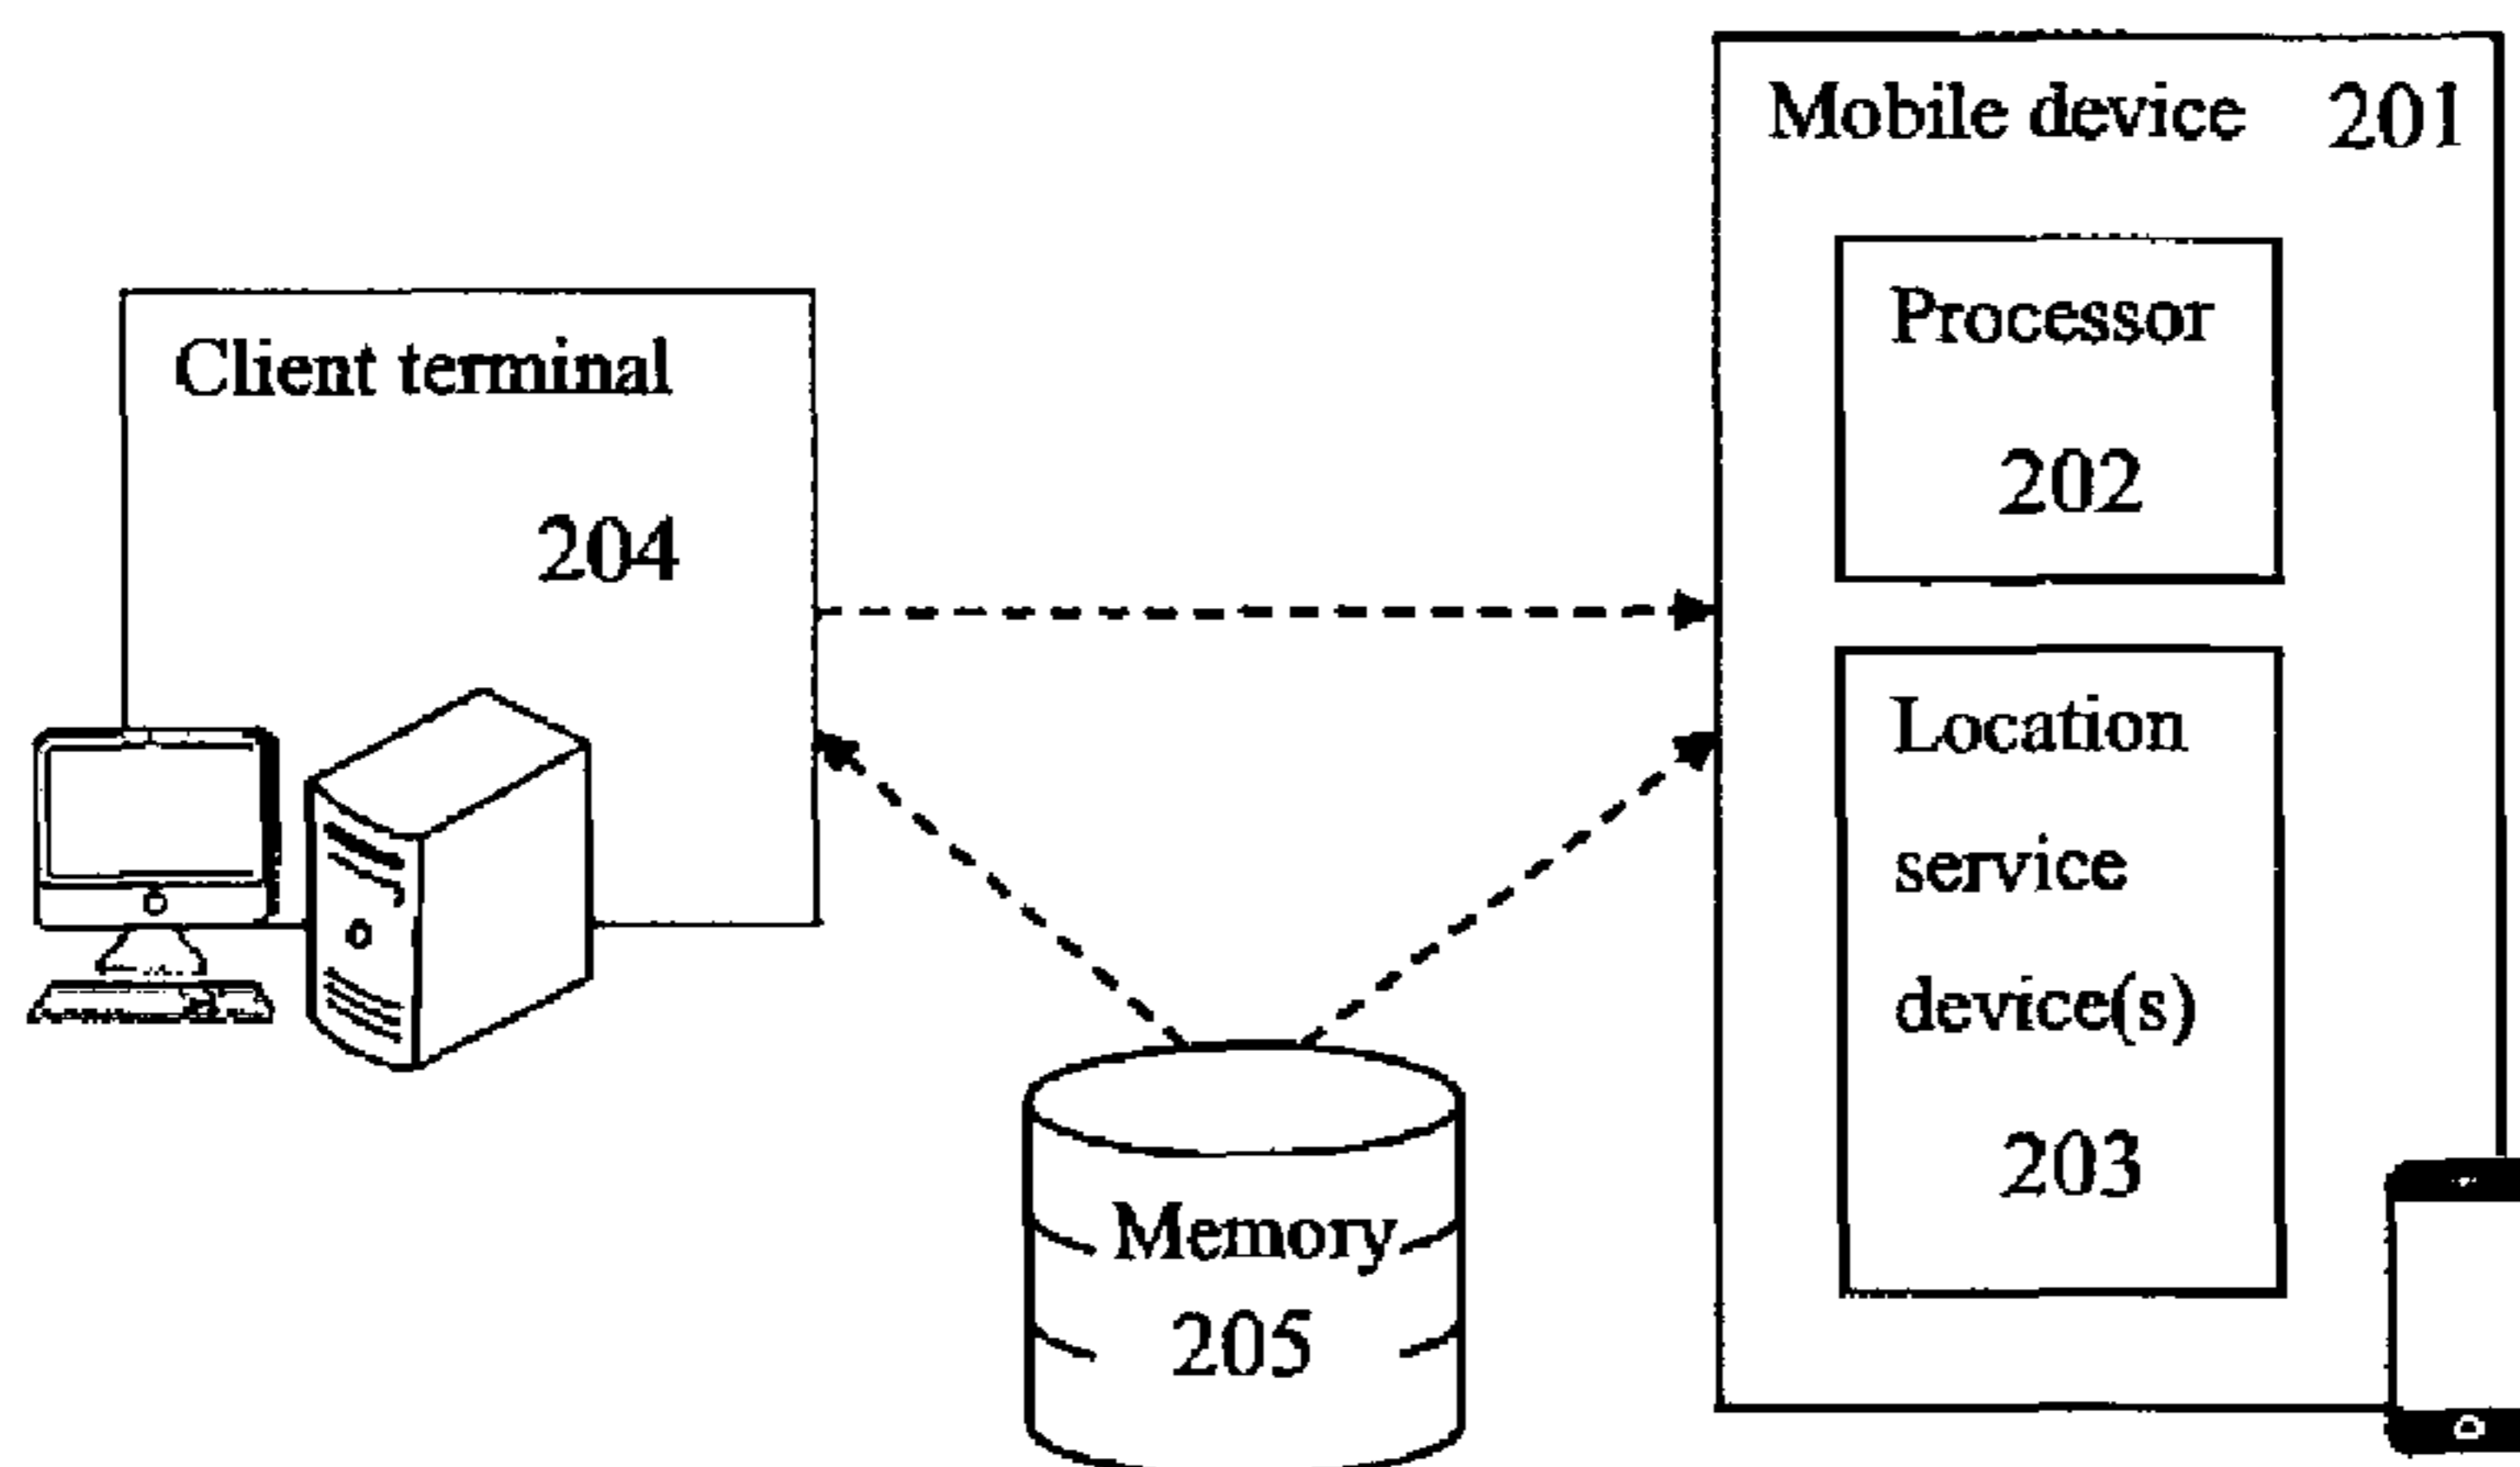 Mobile device 201
Processor
202
Client terminal
204
Location
service
device(s)
203
Memory
205